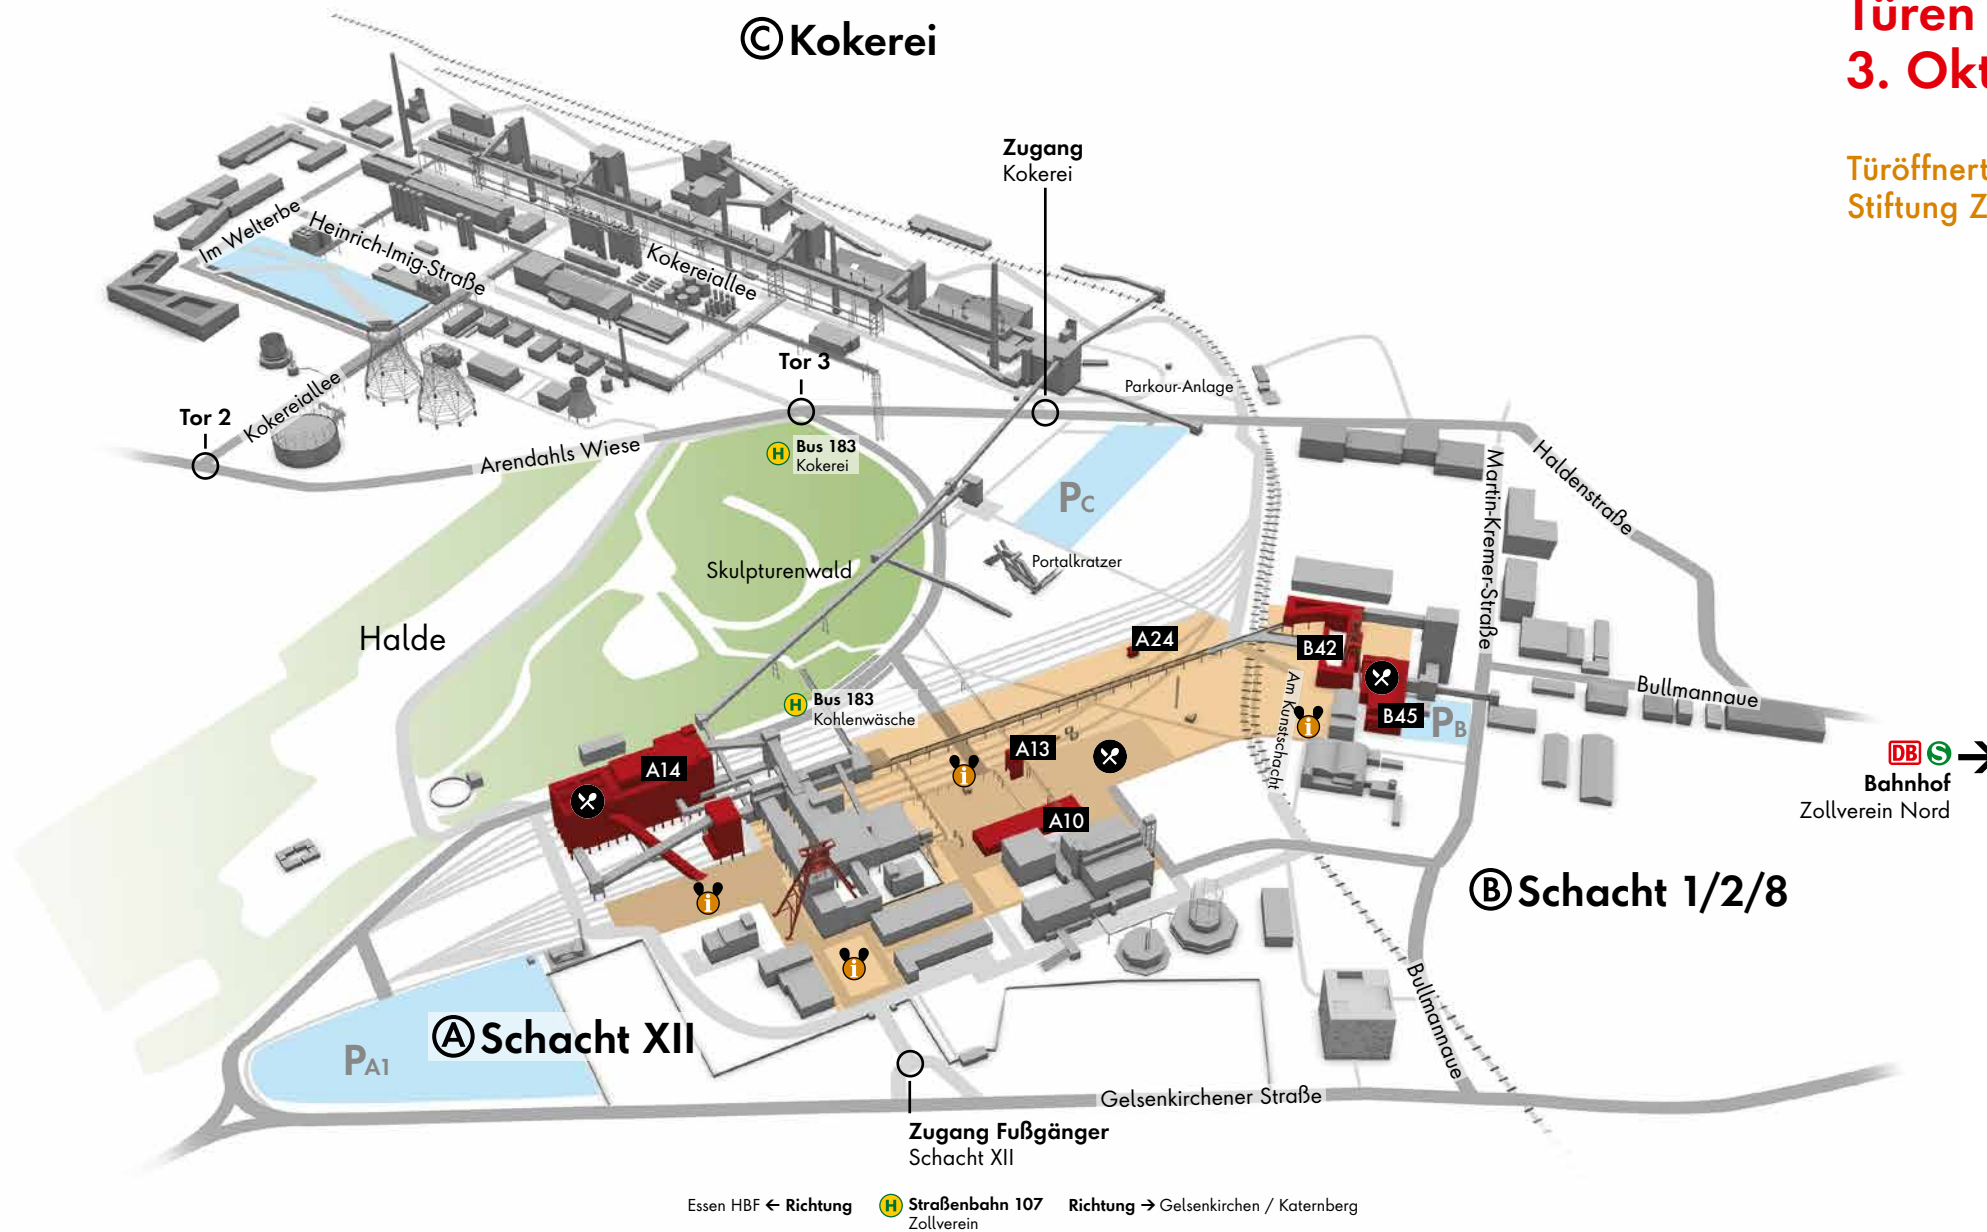 Türen
3. Okt
Türöffnert
Stiftung Z
Ⓒ Kokerei
Zugang
Kokerei
Im Welterbe
Heinrich-Imig-Straße
Kokereiallee
Tor 3
Parkour-Anlage
Tor 2
Kokereiallee
Arendahls Wiese
H Bus 183
Kokerei
PC
Haldenstraße
Martin-Kremer-Straße
Skulpturenwald
Portalkratzer
Halde
A24
B42
Bullmannaue
Am Kunstschacht
H Bus 183
Kohlenwäsche
B45
PB
i
A13
A14
i
A10
DB S →
Bahnhof
Zollverein Nord
Ⓑ Schacht 1/2/8
i
i
Bullmannaue
Ⓐ Schacht XII
PA1
Gelsenkirchener Straße
Zugang Fußgänger
Schacht XII
Essen HBF ← Richtung H Straßenbahn 107 Richtung → Gelsenkirchen / Katernberg
Zollverein